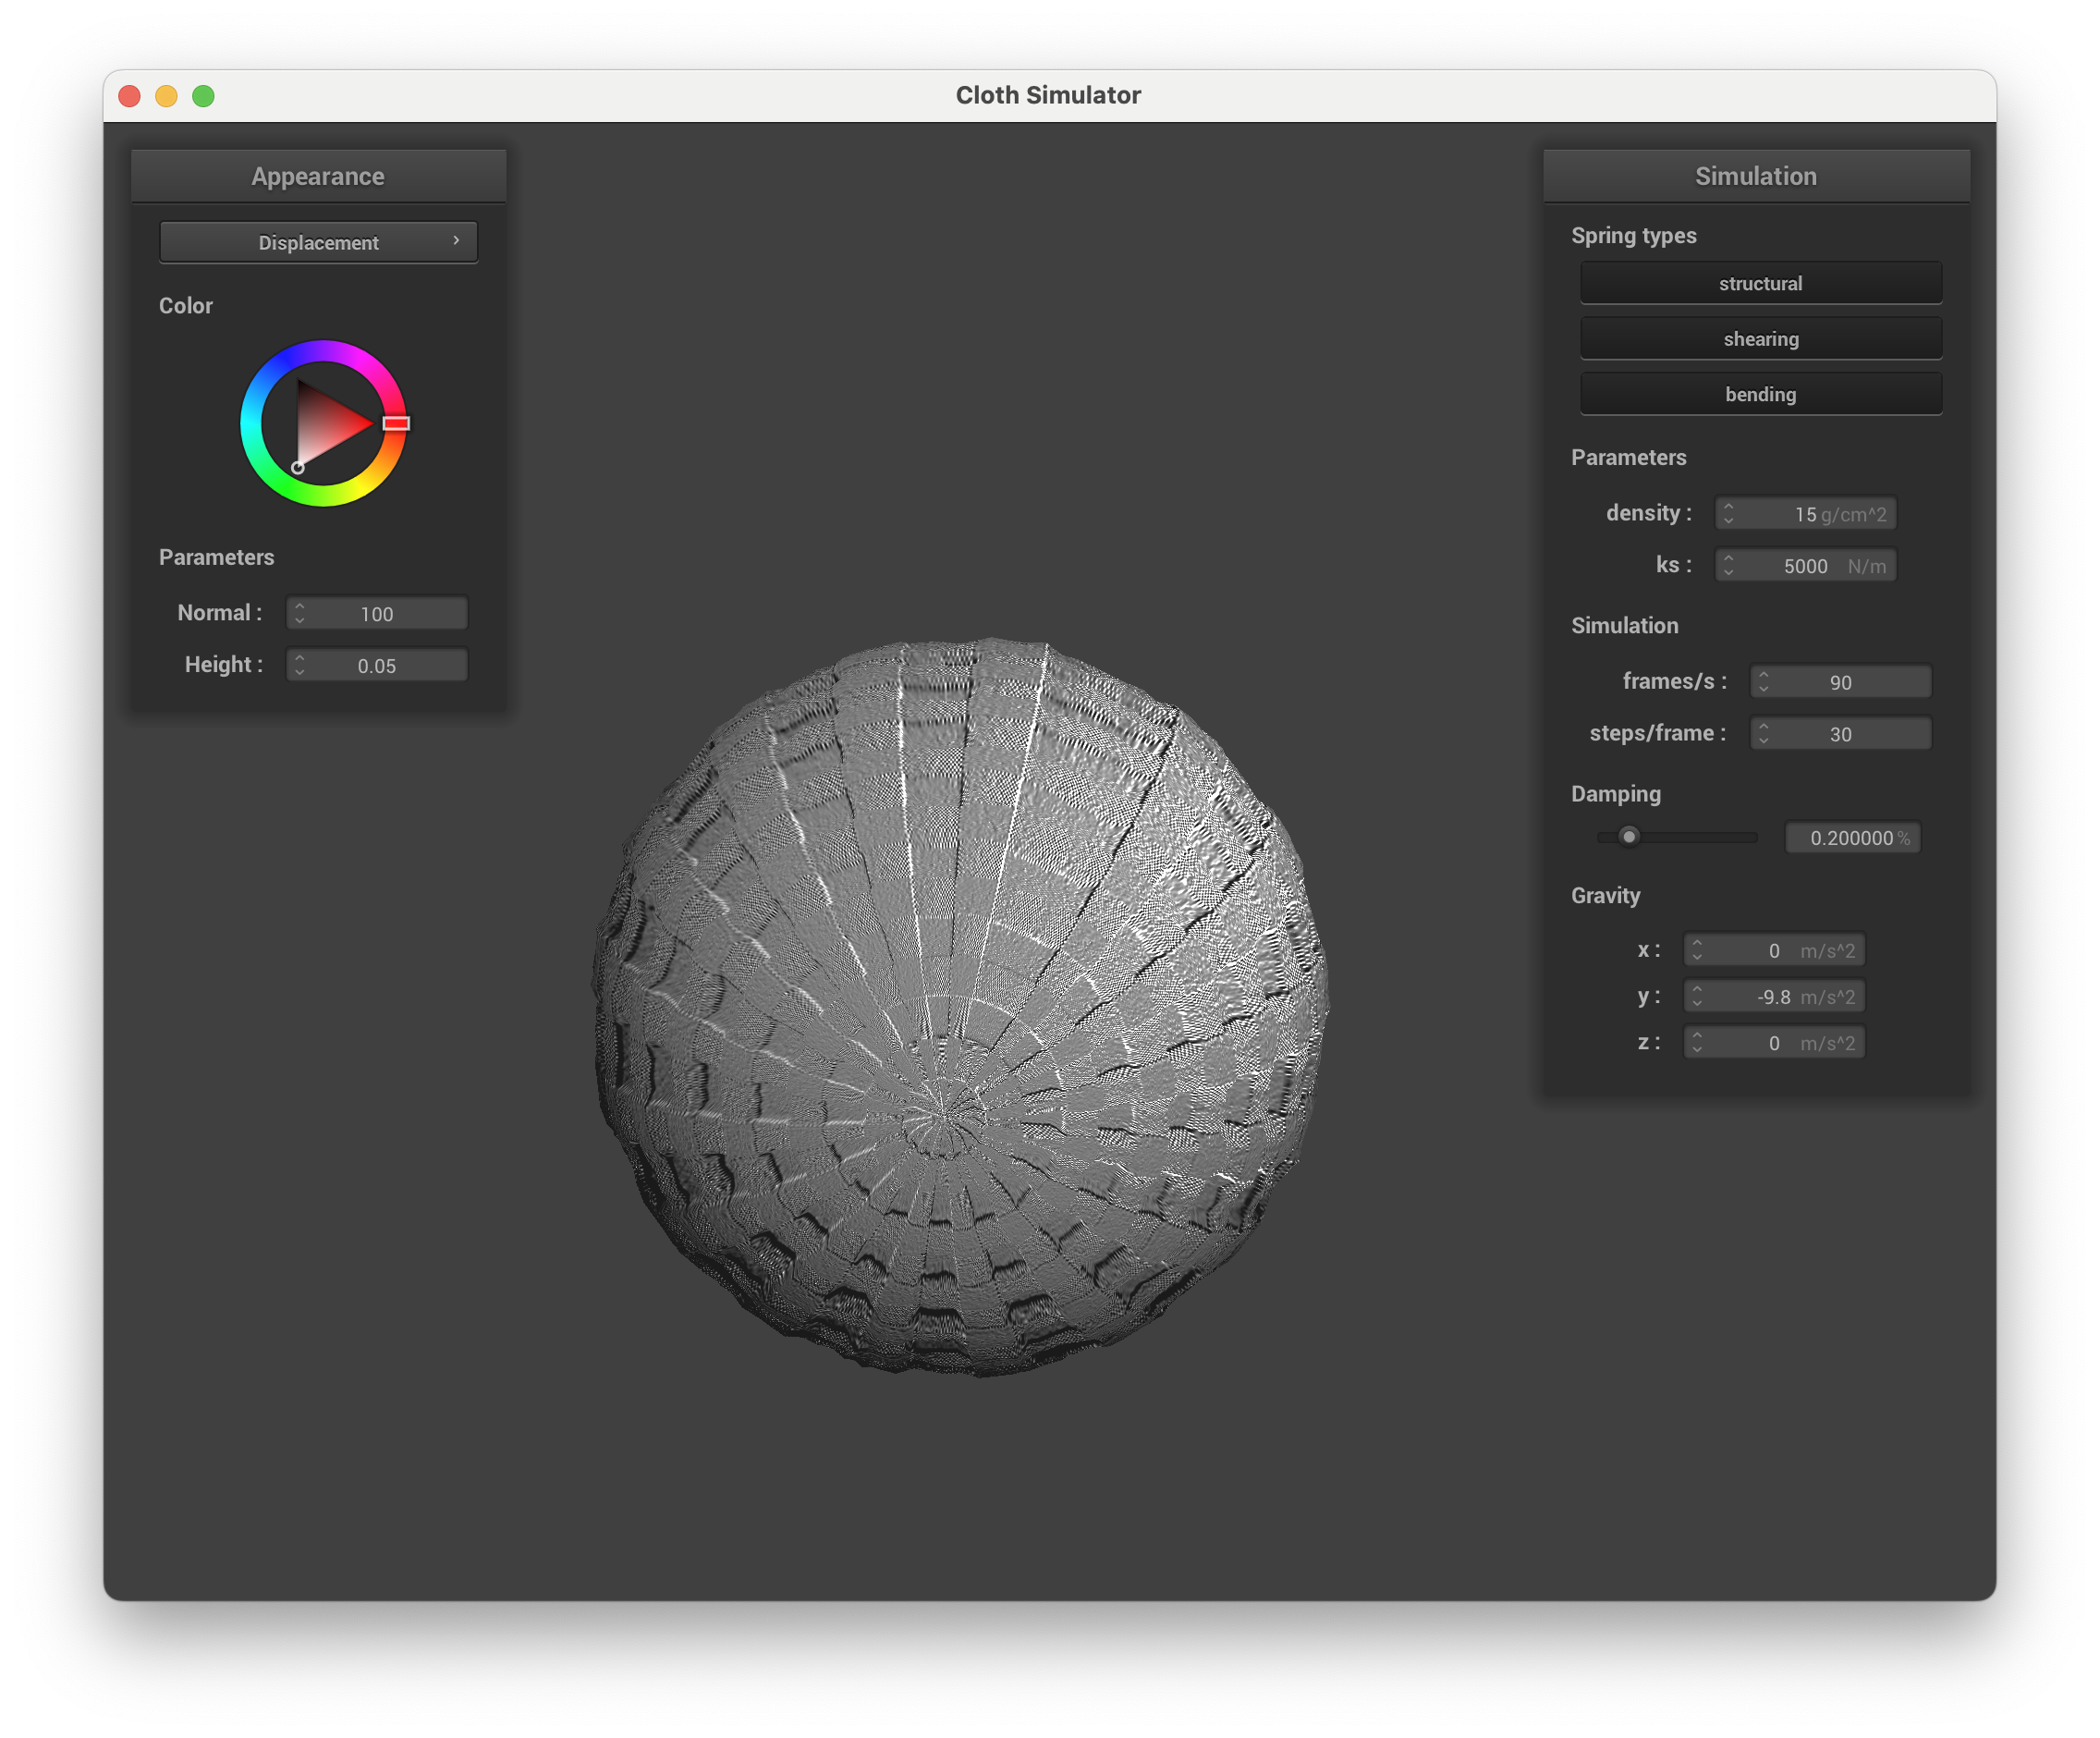 Cloth Simulator
Appearance
Displacement
Color
Parameters
Normal : 100
Height : 0.05
Simulation
Spring types
structural
shearing
bending
Parameters
density : 15 g/cm^2
ks : 5000 N/m
Simulation
frames/s : 90
steps/frame : 30
Damping
0.200000 %
Gravity
x : 0 m/s^2
y : -9.8 m/s^2
z : 0 m/s^2